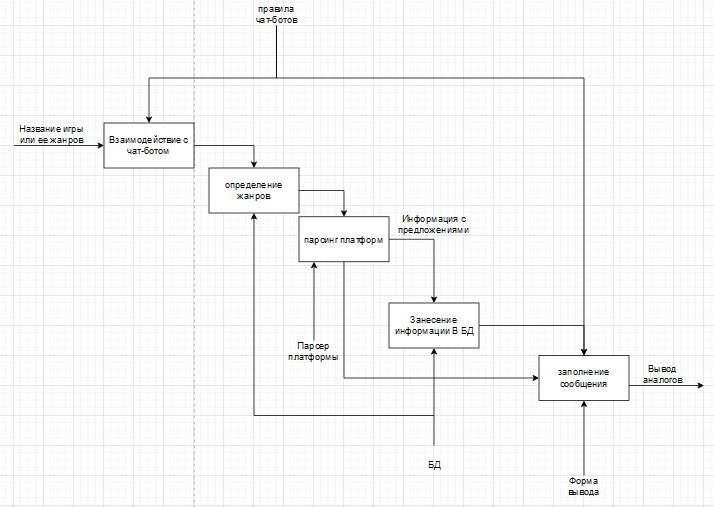 правила
чат-ботов
Название игры
или ее жанров
Взаимодействие с
чат-ботом
определение
жанров
Информация с
предложениями
парсинг платформ
Занесение
информации В БД
Парсер
платформы
заполнение
сообщения
Вывод
аналогов
БД
Форма
вывода